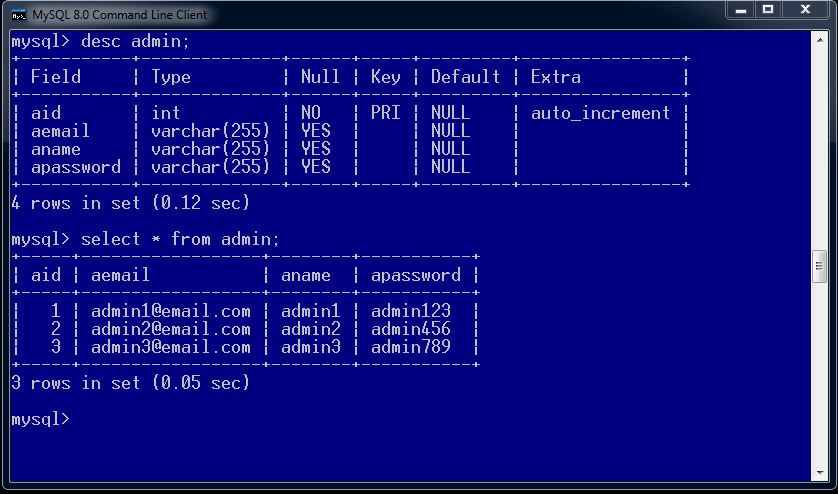 MySQL 8.0 Command Line Client
mysql> desc admin;
+-----------+--------------+------+-----+---------+----------------+
| Field     | Type         | Null | Key | Default | Extra          |
+-----------+--------------+------+-----+---------+----------------+
| aid       | int          | NO   | PRI | NULL    | auto_increment |
| aemail    | varchar(255) | YES  |     | NULL    |                |
| aname     | varchar(255) | YES  |     | NULL    |                |
| apassword | varchar(255) | YES  |     | NULL    |                |
+-----------+--------------+------+-----+---------+----------------+
4 rows in set (0.12 sec)
mysql> select * from admin;
+-----+------------------+--------+-----------+
| aid | aemail           | aname  | apassword |
+-----+------------------+--------+-----------+
|   1 | admin1@email.com | admin1 | admin123  |
|   2 | admin2@email.com | admin2 | admin456  |
|   3 | admin3@email.com | admin3 | admin789  |
+-----+------------------+--------+-----------+
3 rows in set (0.05 sec)
mysql>